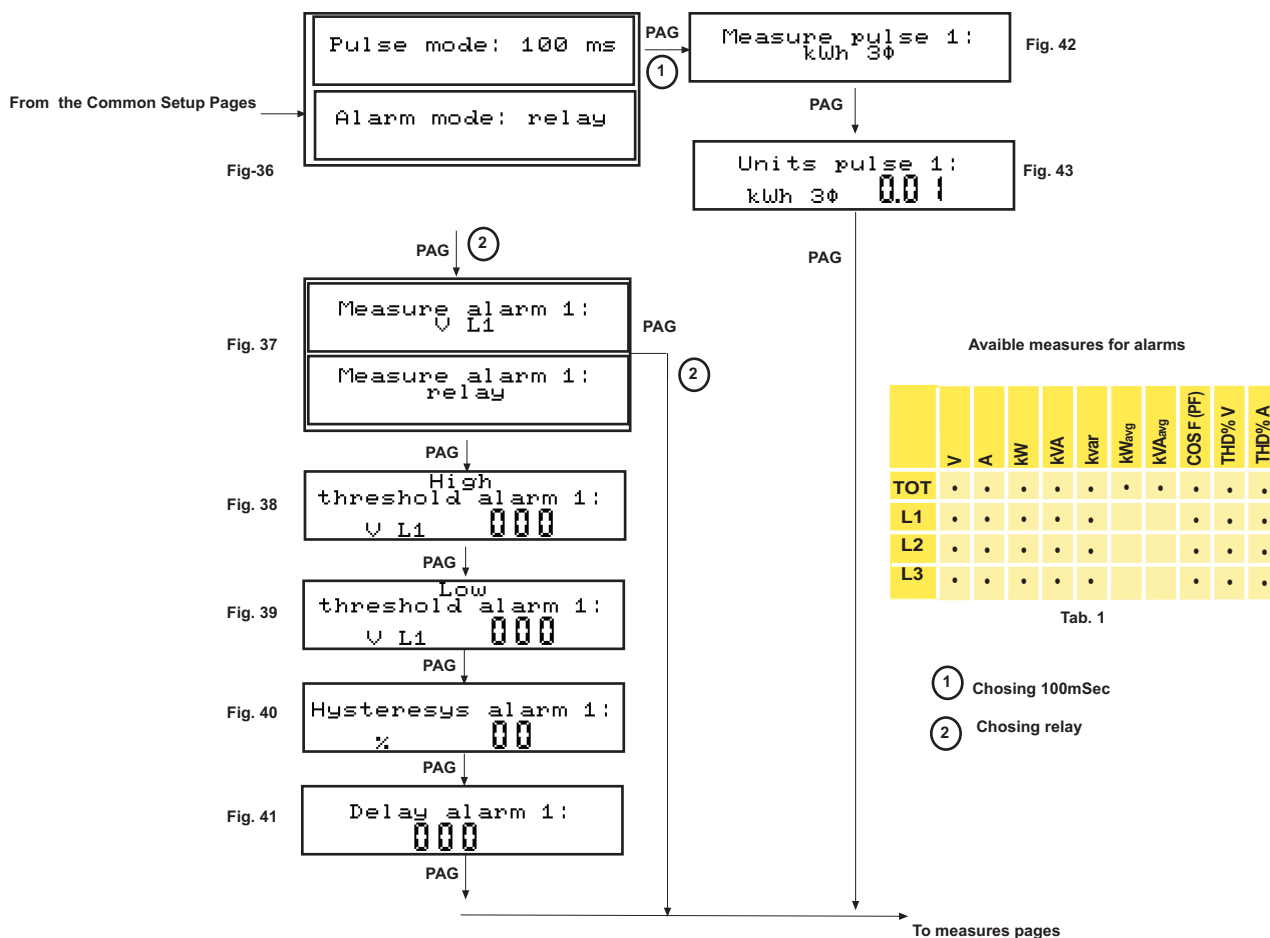 Pulse mode: 100 ms
PAG
1
Measure pulse 1:
kWh 3Φ
Fig. 42
From the Common Setup Pages
Alarm mode: relay
Fig-36
PAG
Units pulse 1:
kWh 3Φ 0.01
Fig. 43
PAG
2
PAG
Measure alarm 1:
V L1
Fig. 37
Measure alarm 1:
relay
PAG
2
PAG
High
threshold alarm 1:
V L1 000
Fig. 38
PAG
Low
threshold alarm 1:
V L1 000
Fig. 39
PAG
Hysteresys alarm 1:
% 00
Fig. 40
PAG
Delay alarm 1:
000
Fig. 41
PAG
To measures pages
Avaible measures for alarms
V A kW kVA kvar kWavg kVAavg COS F (PF) THD% V THD% A
TOT • • • • • • • • • •
L1 • • • • • • • •
L2 • • • • • • • •
L3 • • • • • • • •
Tab. 1
1 Chosing 100mSec
2 Chosing relay